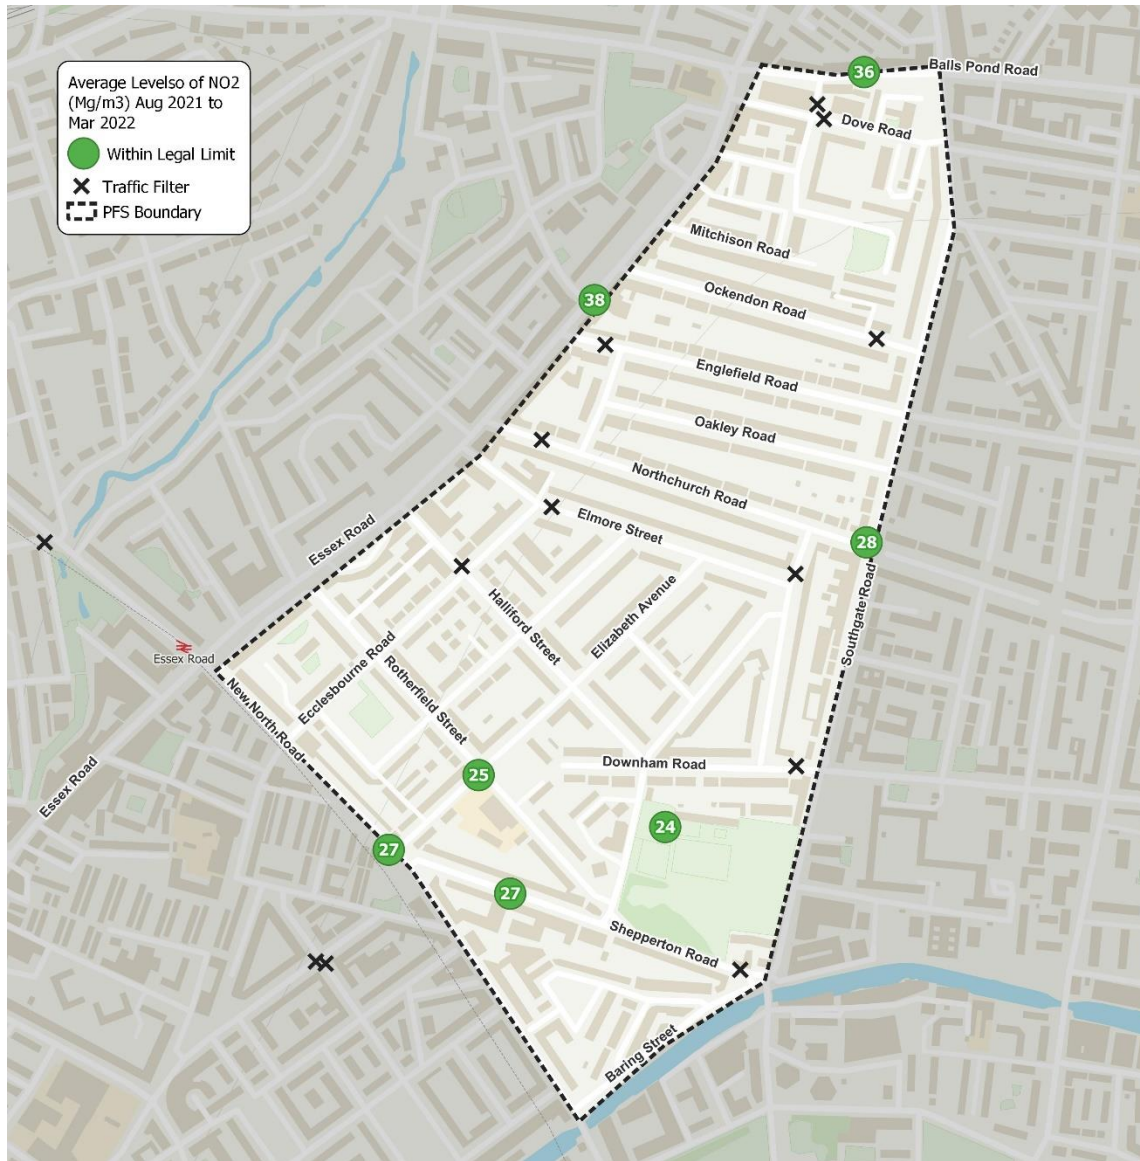 Average Levelso of NO2
(Mg/m3) Aug 2021 to
Mar 2022
Within Legal Limit
Traffic Filter
PFS Boundary
36
Balls Pond Road
Dove Road
Mitchison Road
38
Ockendon Road
Englefield Road
Oakley Road
Northchurch Road
Elmore Street
28
Essex Road
Halliford Street
Elizabeth Avenue
Southgate Road
Essex Road
Ecclesbourne Road
Rotherfield Street
New North Road
Essex Road
25
Downham Road
24
27
27
Shepperton Road
Baring Street